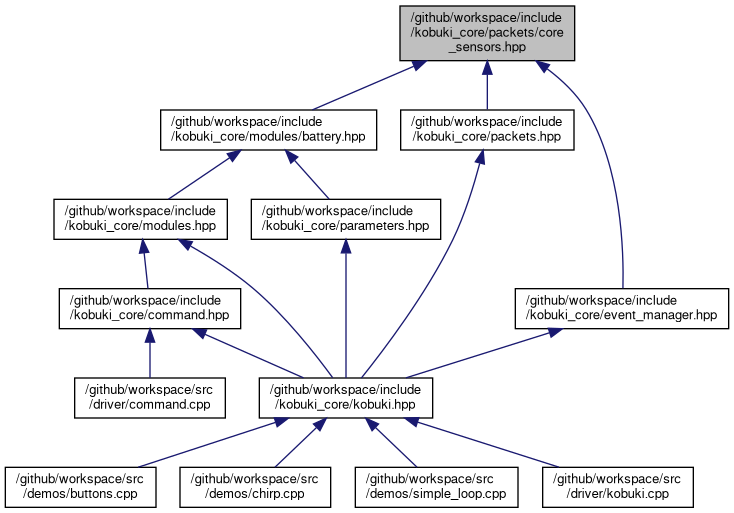 /github/workspace/include
/kobuki_core/packets/core
_sensors.hpp
/github/workspace/include
/kobuki_core/modules/battery.hpp
/github/workspace/include
/kobuki_core/packets.hpp
/github/workspace/include
/kobuki_core/modules.hpp
/github/workspace/include
/kobuki_core/parameters.hpp
/github/workspace/include
/kobuki_core/command.hpp
/github/workspace/include
/kobuki_core/event_manager.hpp
/github/workspace/src
/driver/command.cpp
/github/workspace/include
/kobuki_core/kobuki.hpp
/github/workspace/src
/demos/buttons.cpp
/github/workspace/src
/demos/chirp.cpp
/github/workspace/src
/demos/simple_loop.cpp
/github/workspace/src
/driver/kobuki.cpp